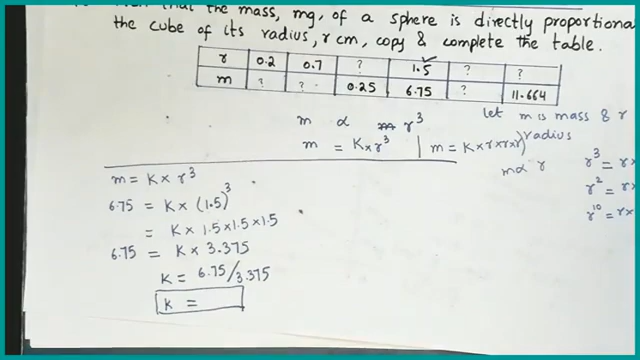 that the mass, mg, of a sphere is directly
the cube of its radius, r cm, copy & complete the table.
r 0.2 0.7 ? 1.5 ? ?
m ? ? 0.25 6.75 ? 11.664
let m is mass & r
radius
m ∝ r³
m = K×r³ | m = K×r×r×r
m∝ r
r³ =
r² =
r¹⁰ =
m = K× r³
6.75 = K × (1.5)³
= K × 1.5×1.5×1.5
6.75 = K × 3.375
K = 6.75/3.375
K =